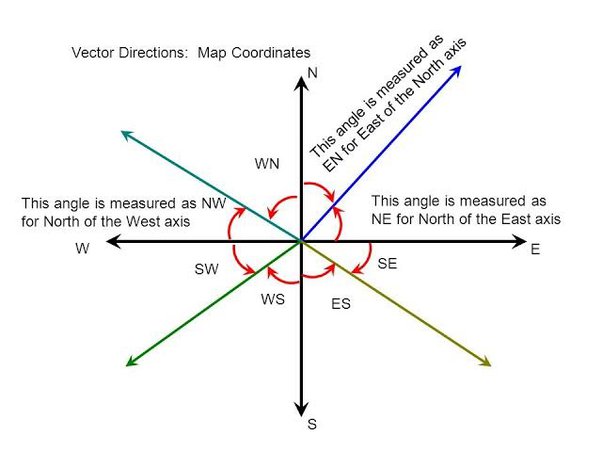 Vector Directions:  Map Coordinates
N
This angle is measured as
EN for East of the North axis
WN
This angle is measured as NW
for North of the West axis
This angle is measured as
NE for North of the East axis
W
E
SW
SE
WS
ES
S